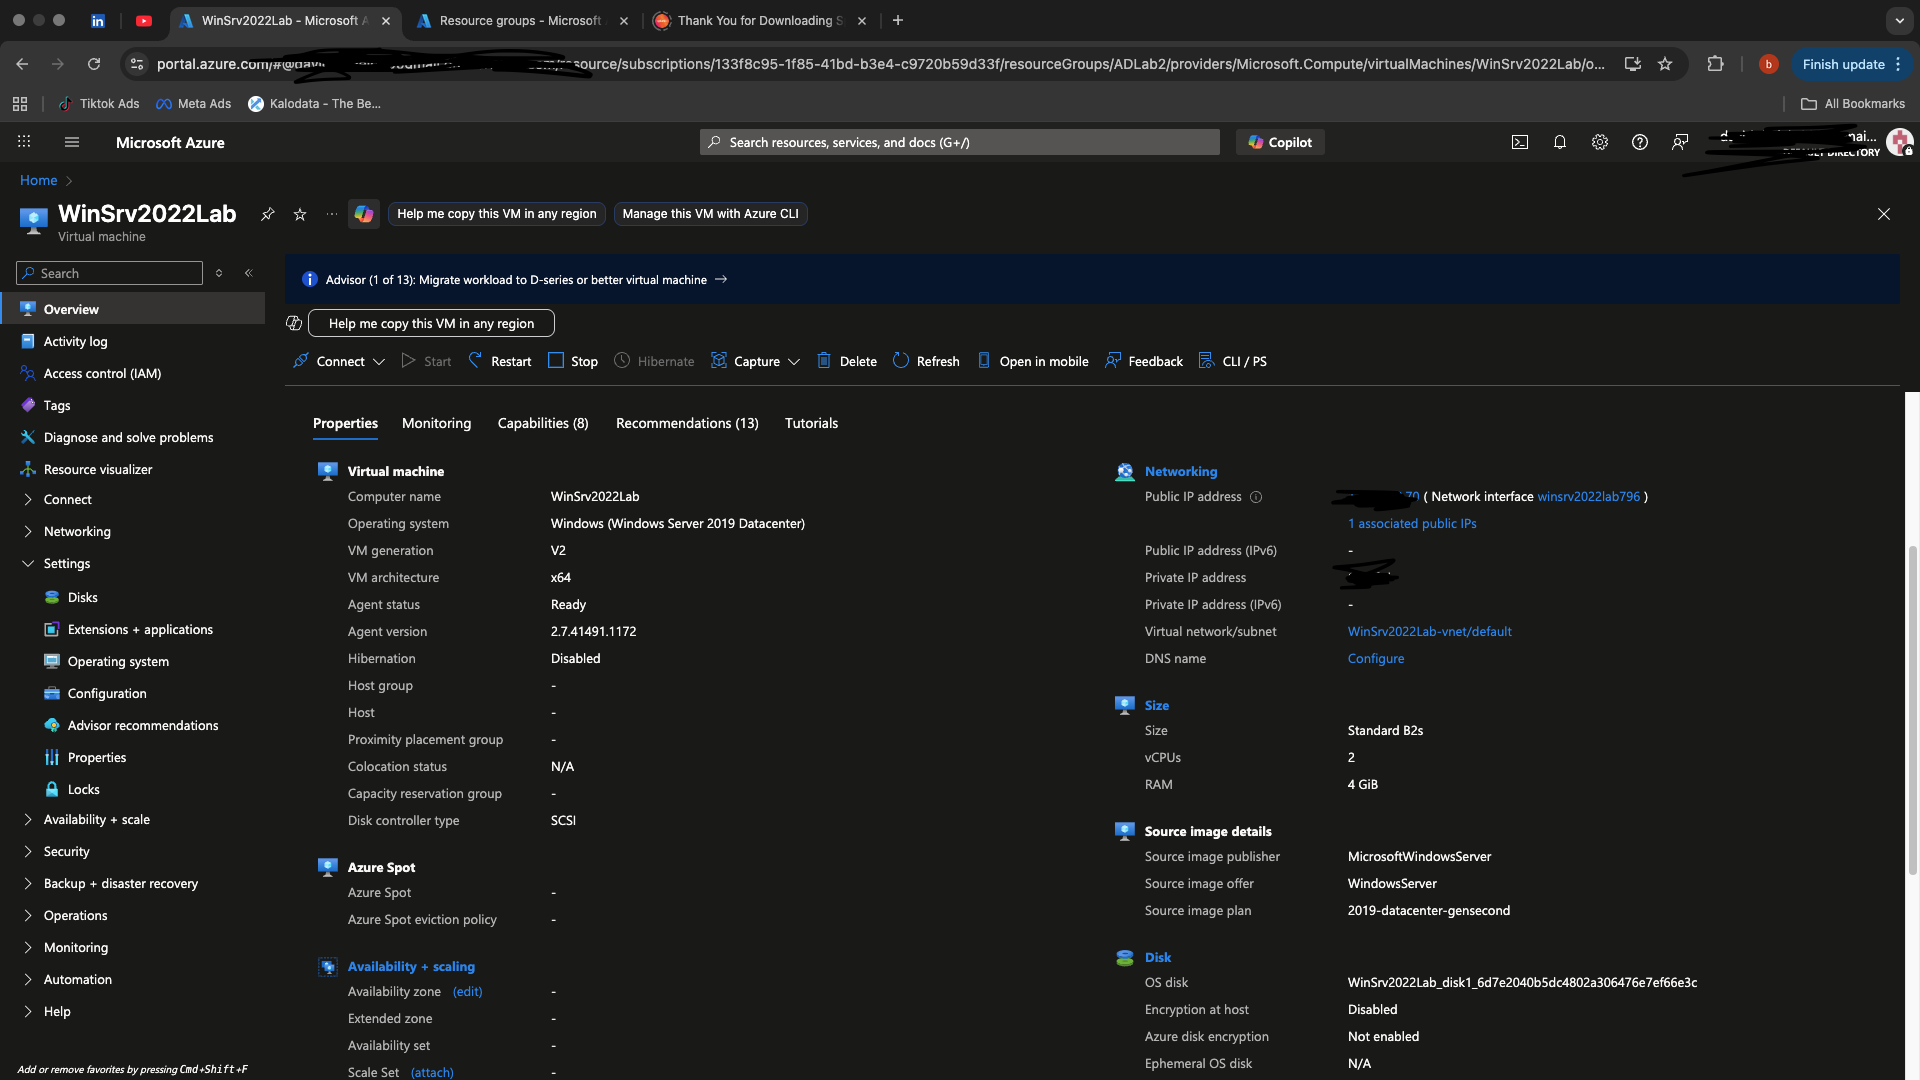 WinSrv2022Lab - Microsoft A
Resource groups - Microsoft
Thank You for Downloading S
portal.azure.com/#@davi
resource/subscriptions/133f8c95-1f85-41bd-b3e4-c9720b59d33f/resourceGroups/ADLab2/providers/Microsoft.Compute/virtualMachines/WinSrv2022Lab/o...
b
Finish update
Tiktok Ads
Meta Ads
Kalodata - The Be...
All Bookmarks
Microsoft Azure
Search resources, services, and docs (G+/)
Copilot
nai...
DIRECTORY
Home
WinSrv2022Lab
Virtual machine
Help me copy this VM in any region
Manage this VM with Azure CLI
Search
Overview
Activity log
Access control (IAM)
Tags
Diagnose and solve problems
Resource visualizer
Connect
Networking
Settings
Disks
Extensions + applications
Operating system
Configuration
Advisor recommendations
Properties
Locks
Availability + scale
Security
Backup + disaster recovery
Operations
Monitoring
Automation
Help
Add or remove favorites by pressing Cmd+Shift+F
Advisor (1 of 13): Migrate workload to D-series or better virtual machine
Help me copy this VM in any region
Connect
Start
Restart
Stop
Hibernate
Capture
Delete
Refresh
Open in mobile
Feedback
CLI / PS
Properties
Monitoring
Capabilities (8)
Recommendations (13)
Tutorials
Virtual machine
Computer name WinSrv2022Lab
Operating system Windows (Windows Server 2019 Datacenter)
VM generation V2
VM architecture x64
Agent status Ready
Agent version 2.7.41491.1172
Hibernation Disabled
Host group -
Host -
Proximity placement group -
Colocation status N/A
Capacity reservation group -
Disk controller type SCSI
Azure Spot
Azure Spot -
Azure Spot eviction policy -
Availability + scaling
Availability zone (edit) -
Extended zone -
Availability set -
Scale Set (attach) -
Networking
Public IP address ( Network interface winsrv2022lab796 )
1 associated public IPs
Public IP address (IPv6) -
Private IP address
Private IP address (IPv6) -
Virtual network/subnet WinSrv2022Lab-vnet/default
DNS name Configure
Size
Size Standard B2s
vCPUs 2
RAM 4 GiB
Source image details
Source image publisher MicrosoftWindowsServer
Source image offer WindowsServer
Source image plan 2019-datacenter-gensecond
Disk
OS disk WinSrv2022Lab_disk1_6d7e2040b5dc4802a306476e7ef66e3c
Encryption at host Disabled
Azure disk encryption Not enabled
Ephemeral OS disk N/A